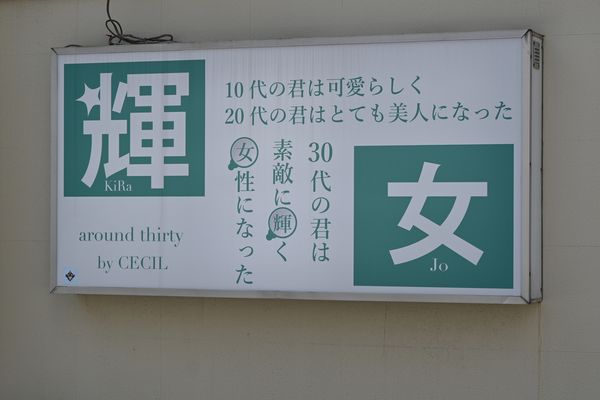 輝
KiRa
around thirty
by CECIL
10代の君は可愛らしく
20代の君はとても美人になった
30代の君は
素敵に輝く
女性になった
女
Jo